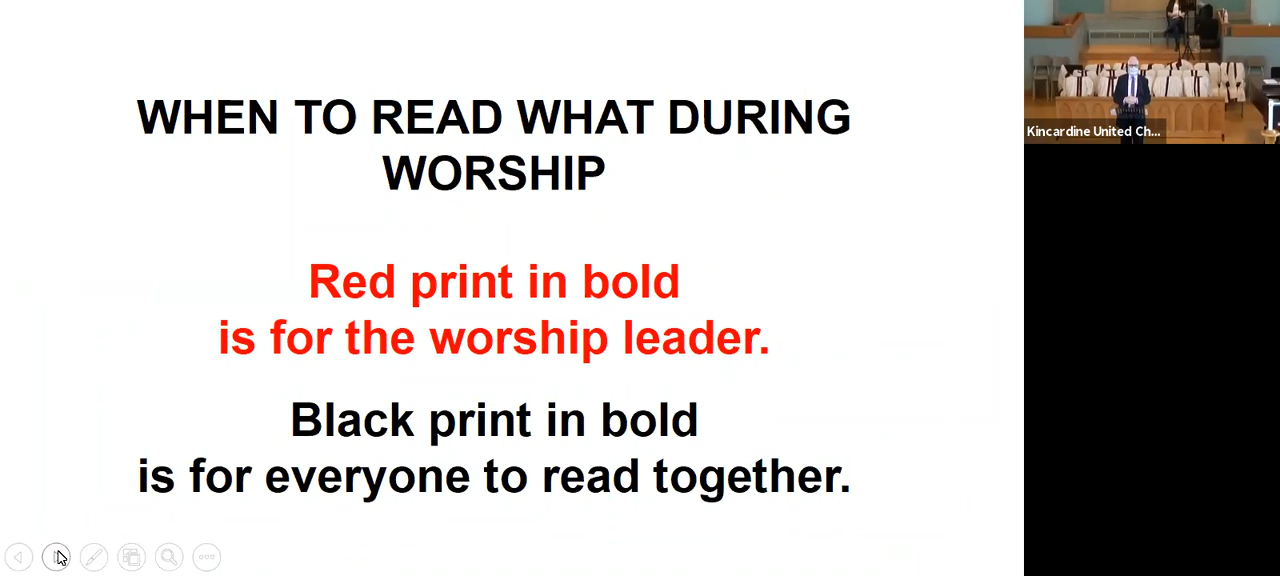 WHEN TO READ WHAT DURING
WORSHIP
Red print in bold
is for the worship leader.
Black print in bold
is for everyone to read together.
Kincardine United Ch...